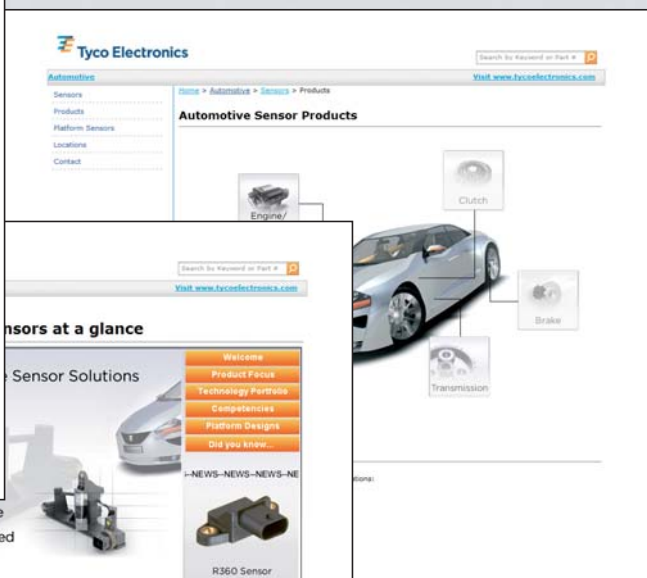 Tyco Electronics
Search by Keyword or Part #
Automotive
Visit www.tycoelectronics.com
Sensors
Products
Platform Sensors
Locations
Contact
Home > Automotive > Sensors > Products
Automotive Sensor Products
Engine/
Clutch
Brake
Transmission
Search by Keyword or Part #
Visit www.tycoelectronics.com
nsors at a glance
Sensor Solutions
Welcome
Product Focus
Technology Portfolio
Competencies
Platform Designs
Did you know...
--NEWS--NEWS--NEWS--NE
R360 Sensor
ed